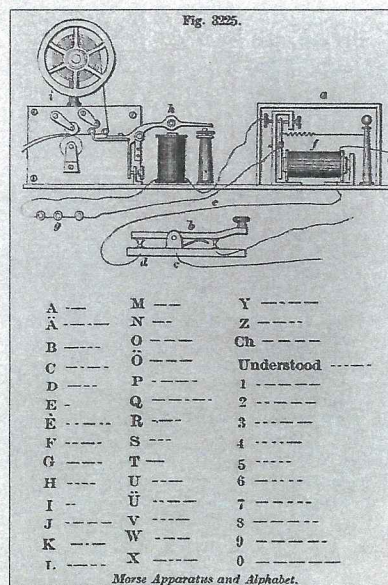 Fig. 3225.
i
h
a
f
e
g
b
d
c
A
Ä
B
C
D
E
È
F
G
H
I
J
K
L
M
N
O
Ö
P
Q
R
S
T
U
Ü
V
W
X
Y
Z
Ch
Understood
1
2
3
4
5
6
7
8
9
0
Morse Apparatus and Alphabet.